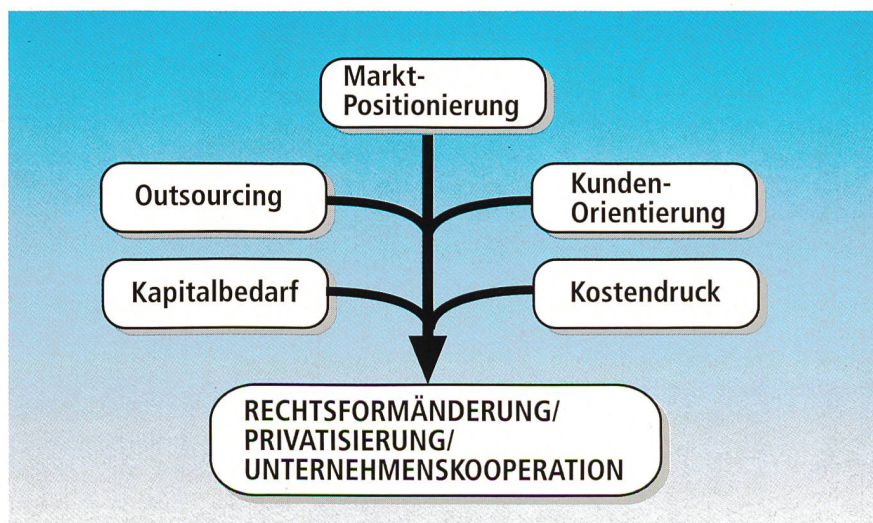 Markt-
Positionierung
Outsourcing
Kunden-
Orientierung
Kapitalbedarf
Kostendruck
RECHTSFORMÄNDERUNG/
PRIVATISIERUNG/
UNTERNEHMENSKOOPERATION